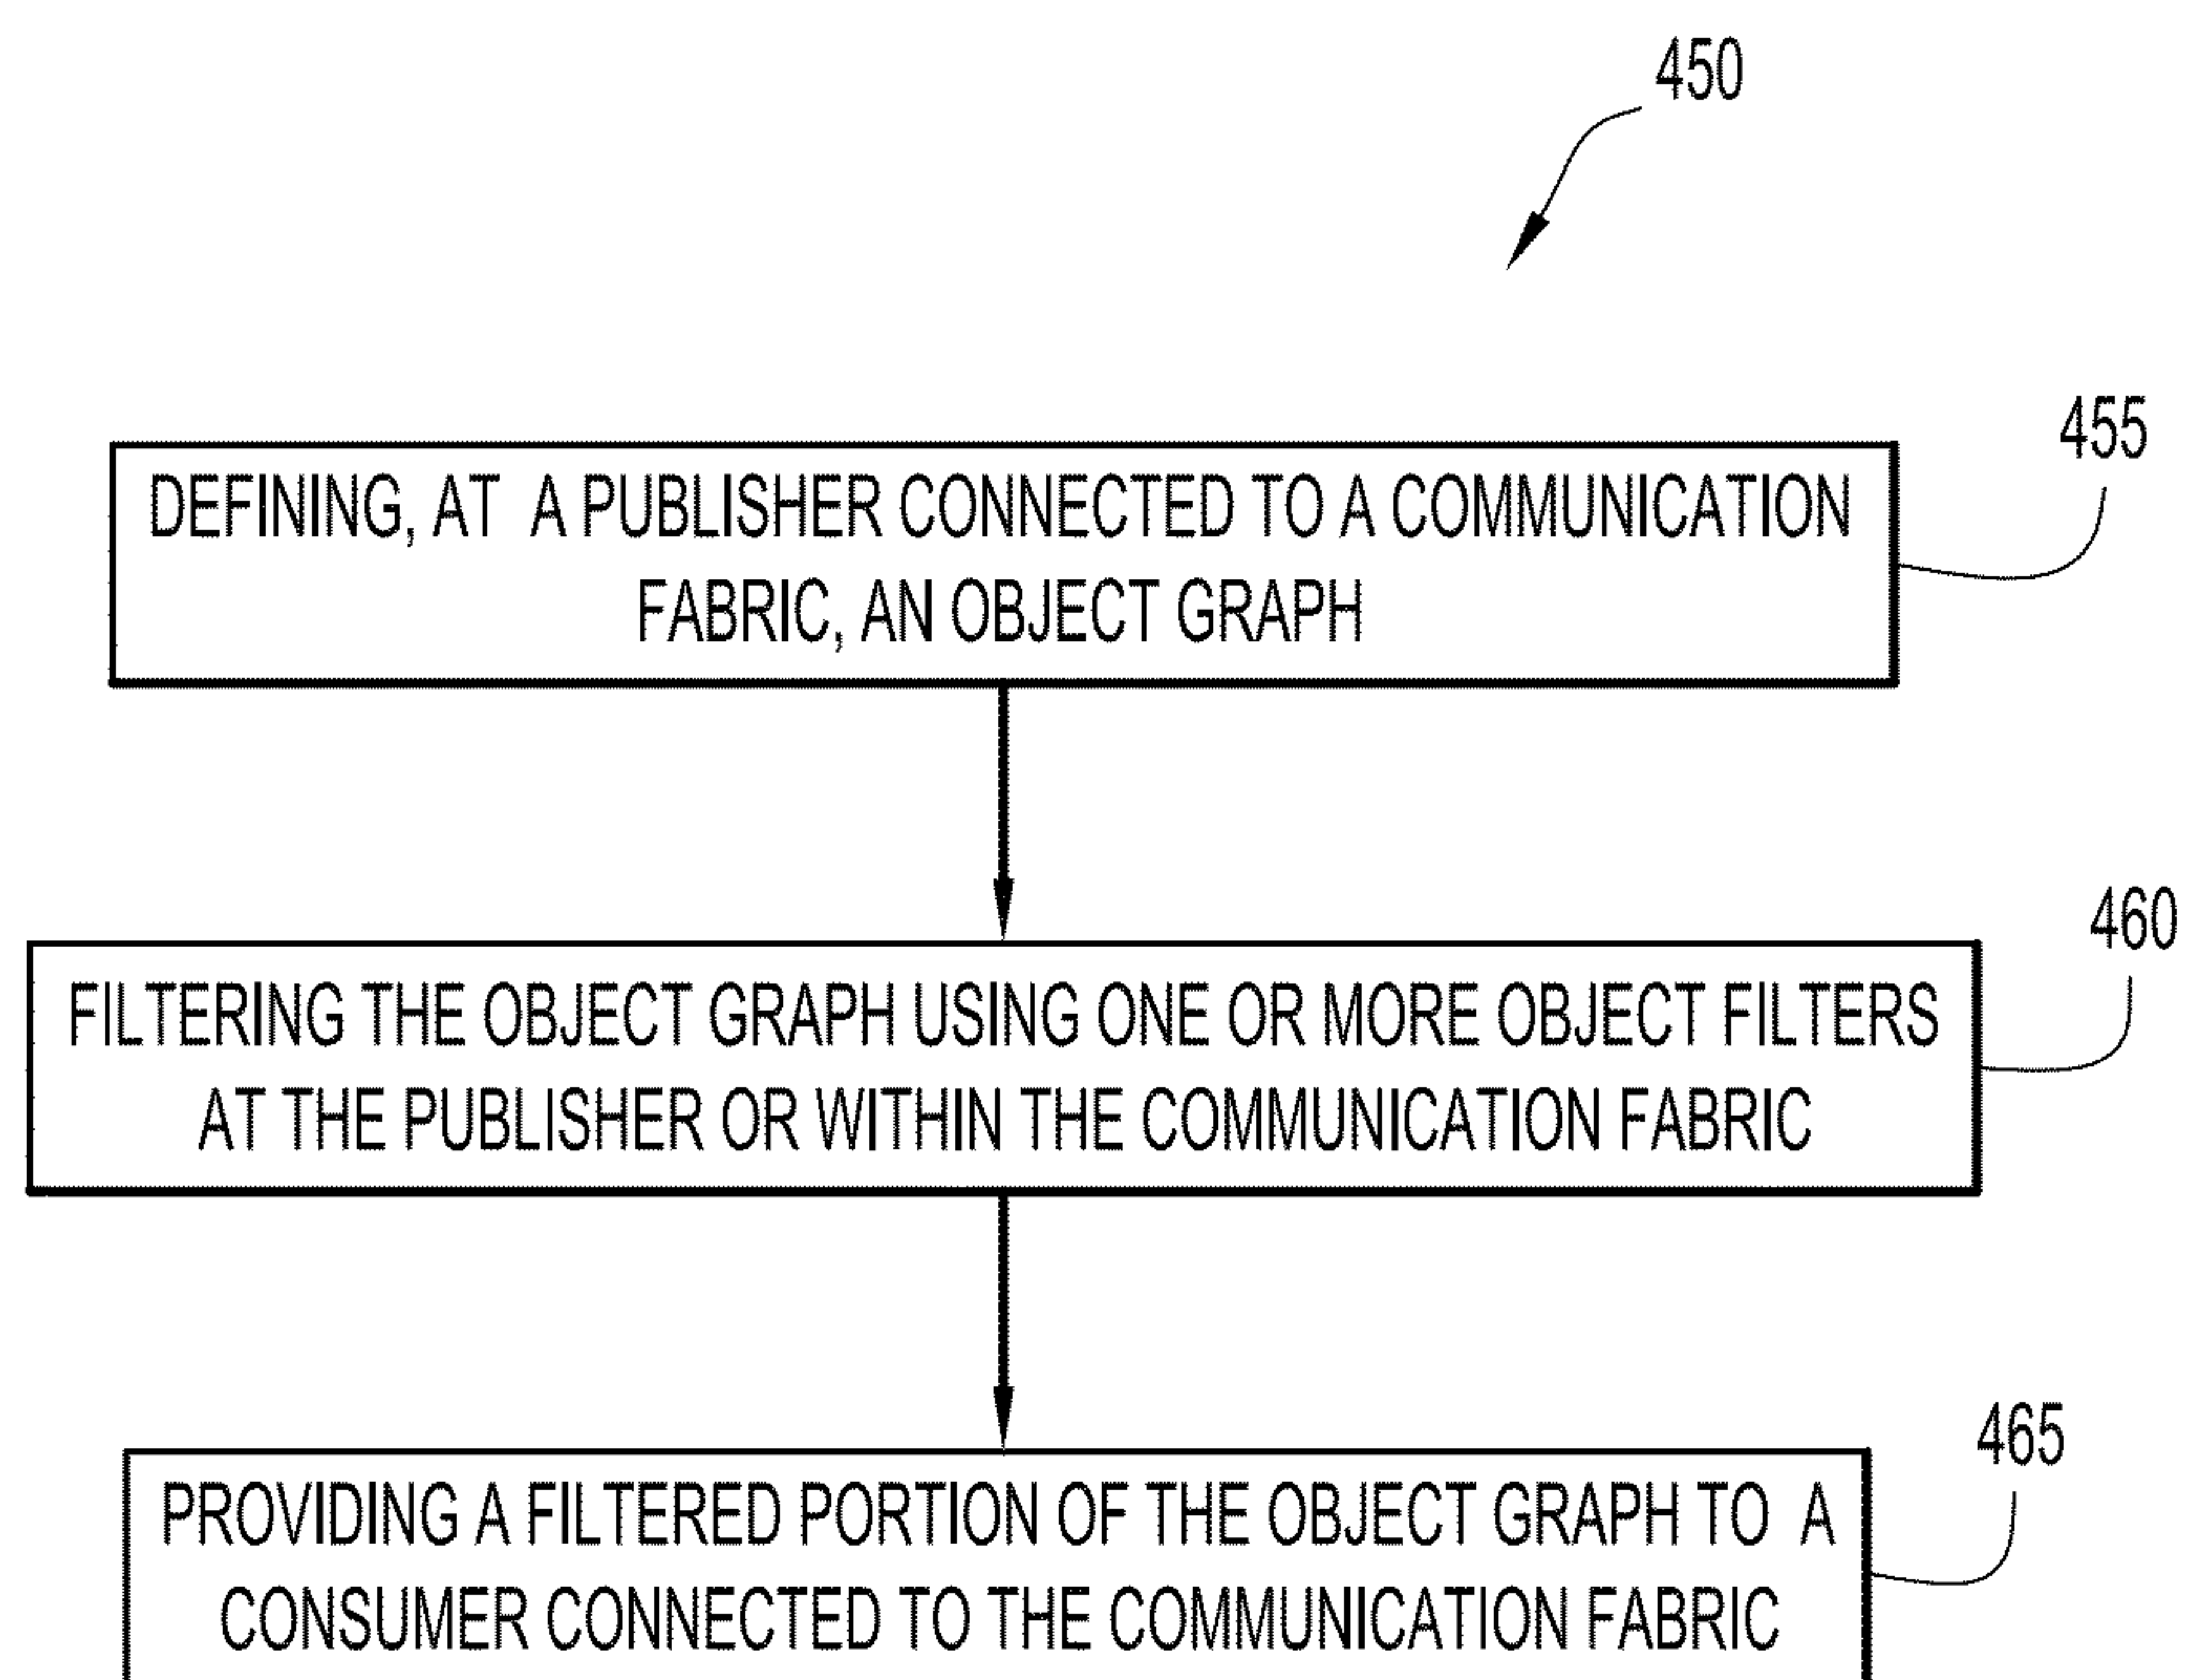 450
455
DEFINING, AT A PUBLISHER CONNECTED TO A COMMUNICATION
FABRIC, AN OBJECT GRAPH
460
FILTERING THE OBJECT GRAPH USING ONE OR MORE OBJECT FILTERS
AT THE PUBLISHER OR WITHIN THE COMMUNICATION FABRIC
465
PROVIDING A FILTERED PORTION OF THE OBJECT GRAPH TO A
CONSUMER CONNECTED TO THE COMMUNICATION FABRIC